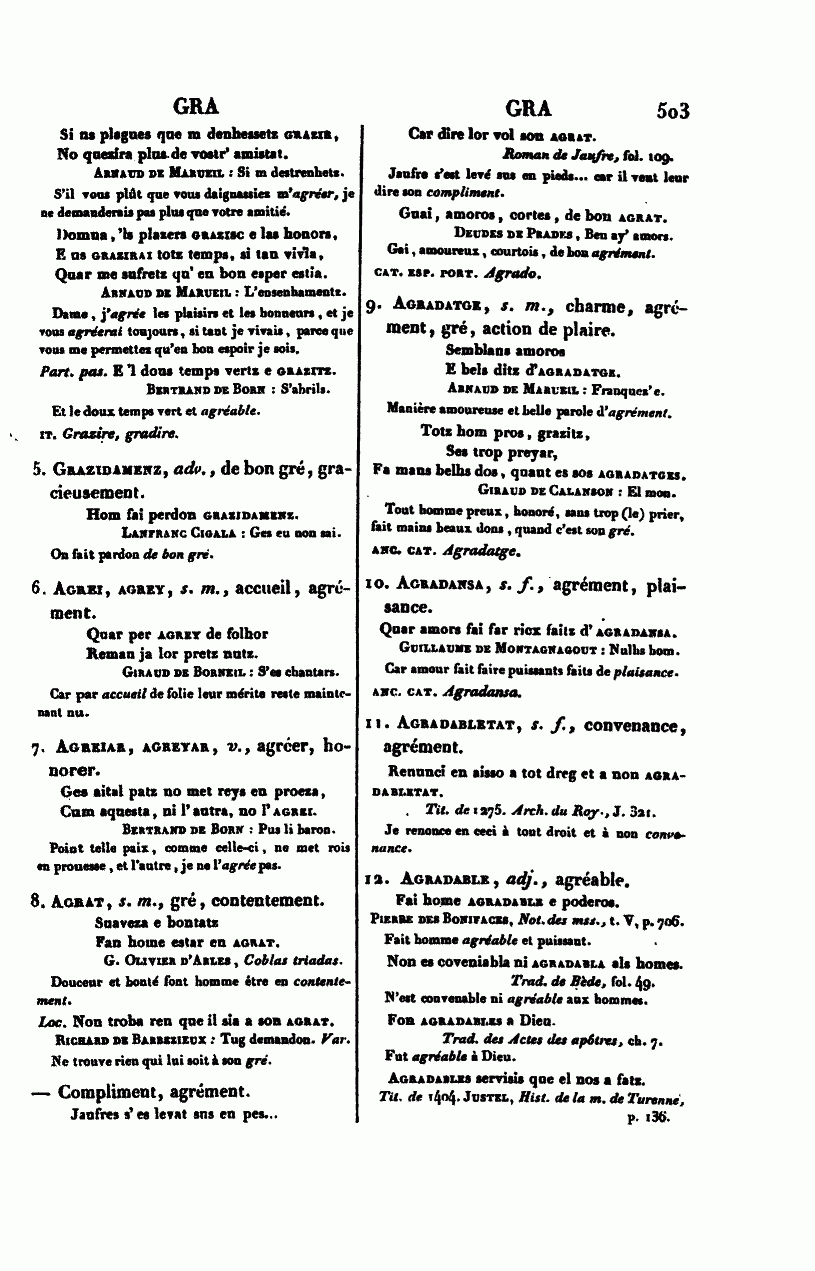 GRA
Si us plagues que m denhessetz GRAZIR,
No quezira plus de vostr' amistat.
ARNAUD DE MARUEIL : Si m destrenhetz.
S'il vous plût que vous daignassiez m'agréer, je
ne demanderais pas plus que votre amitié.
Domna, 'ls plazers GRAZISC e las honors,
E us GRAZIRAI totz temps, si tan vivia,
Quar me sufretz qu'en bon esper estia.
ARNAUD DE MARUEIL : L'ensenhamentz.
Dame, j'agrée les plaisirs et les honneurs, et je
vous agréerai toujours, si tant je vivais, parce que
vous me permettez qu'en bon espoir je sois.
Part. pas. E'l dous temps vertz e GRAZITZ.
BERTRAND DE BORN : S'abrils.
Et le doux temps vert et agréable.
IT. Grazire, gradire.
5. GRAZIDAMENZ, adv., de bon gré, gra-
cieusement.
Hom fai perdon GRAZIDAMENZ.
LANFRANC CIGALA : Ges eu non sai.
On fait pardon de bon gré.
6. AGREI, AGREY, s. m., accueil, agré-
ment.
Quar per AGREY de folhor
Reman ja lor pretz nutz.
GIRAUD DE BORNEIL : S'es chantars.
Car par accueil de folie leur mérite reste mainte-
nant nu.
7. AGREIAR, AGREYAR, v., agréer, ho-
norer.
Ges aital patz no met reys en proeza,
Cum aquesta, ni l'autra, no l'AGREI.
BERTRAND DE BORN : Pus li baron.
Point telle paix, comme celle-ci, ne met rois
en prouesse, et l'autre, je ne l'agrée pas.
8. AGRAT, s. m., gré, contentement.
Suaveza e bontatz
Fan home estar en AGRAT.
G. OLIVIER D'ARLES, Coblas triadas.
Douceur et bonté font homme être en contente-
ment.
Loc. Non troba ren que il sia a son AGRAT.
RICHARD DE BARBEZIEUX : Tug demandon. Var.
Ne trouve rien qui lui soit à son gré.
— Compliment, agrément.
Jaufres s'es levat sus en pes...
GRA 503
Car dire lor vol son AGRAT.
Roman de Jaufre, fol. 109.
Jaufre s'est levé sus en pieds... car il veut leur
dire son compliment.
Guai, amoros, cortes, de bon AGRAT.
DEUDES DE PRADES, Ben ay' amors.
Gai, amoureux, courtois, de bon agrément.
CAT. ESP. PORT. Agrado.
9. AGRADATGE, s. m., charme, agré-
ment, gré, action de plaire.
Semblans amoros
E bels ditz d'AGRADATGE.
ARNAUD DE MARUEIL : Franquez'e.
Manière amoureuse et belle parole d'agrément.
Totz hom pros, grazitz,
Ses trop preyar,
Fa mans belhs dos, quant es sos AGRADATGES.
GIRAUD DE CALANSON : El mon.
Tout homme preux, honoré, sans trop (le) prier,
fait maints beaux dons, quand c'est son gré.
ANC. CAT. Agradatge.
10. AGRADANSA, s. f., agrément, plai-
sance.
Quar amors fai far ricx faitz d'AGRADANSA.
GUILLAUME DE MONTAGNAGOUT : Nulhs hom.
Car amour fait faire puissants faits de plaisance.
ANC. CAT. Agradansa.
11. AGRADABLETAT, s. f., convenance,
agrément.
Renunci en aisso a tot dreg et a non AGRA-
DABLETAT.
Tit. de 1275. Arch. du Roy., J. 321.
Je renonce en ceci à tout droit et à non conve-
nance.
12. AGRADABLE, adj., agréable.
Fai home AGRADABLE e poderos.
PIERRE DES BONIFACES, Not. des mss., t. V, p. 706.
Fait homme agréable et puissant.
Non es coveniabla ni AGRADABLA als homes.
Trad. de Bède, fol. 49.
N'est convenable ni agréable aux hommes.
Fon AGRADABLES a Dieu.
Trad. des Actes des apôtres, ch. 7.
Fut agréable à Dieu.
AGRADABLES servisis que el nos a fatz.
Tit. de 1404. JUSTEL, Hist. de la m. de Turenne,
p. 136.